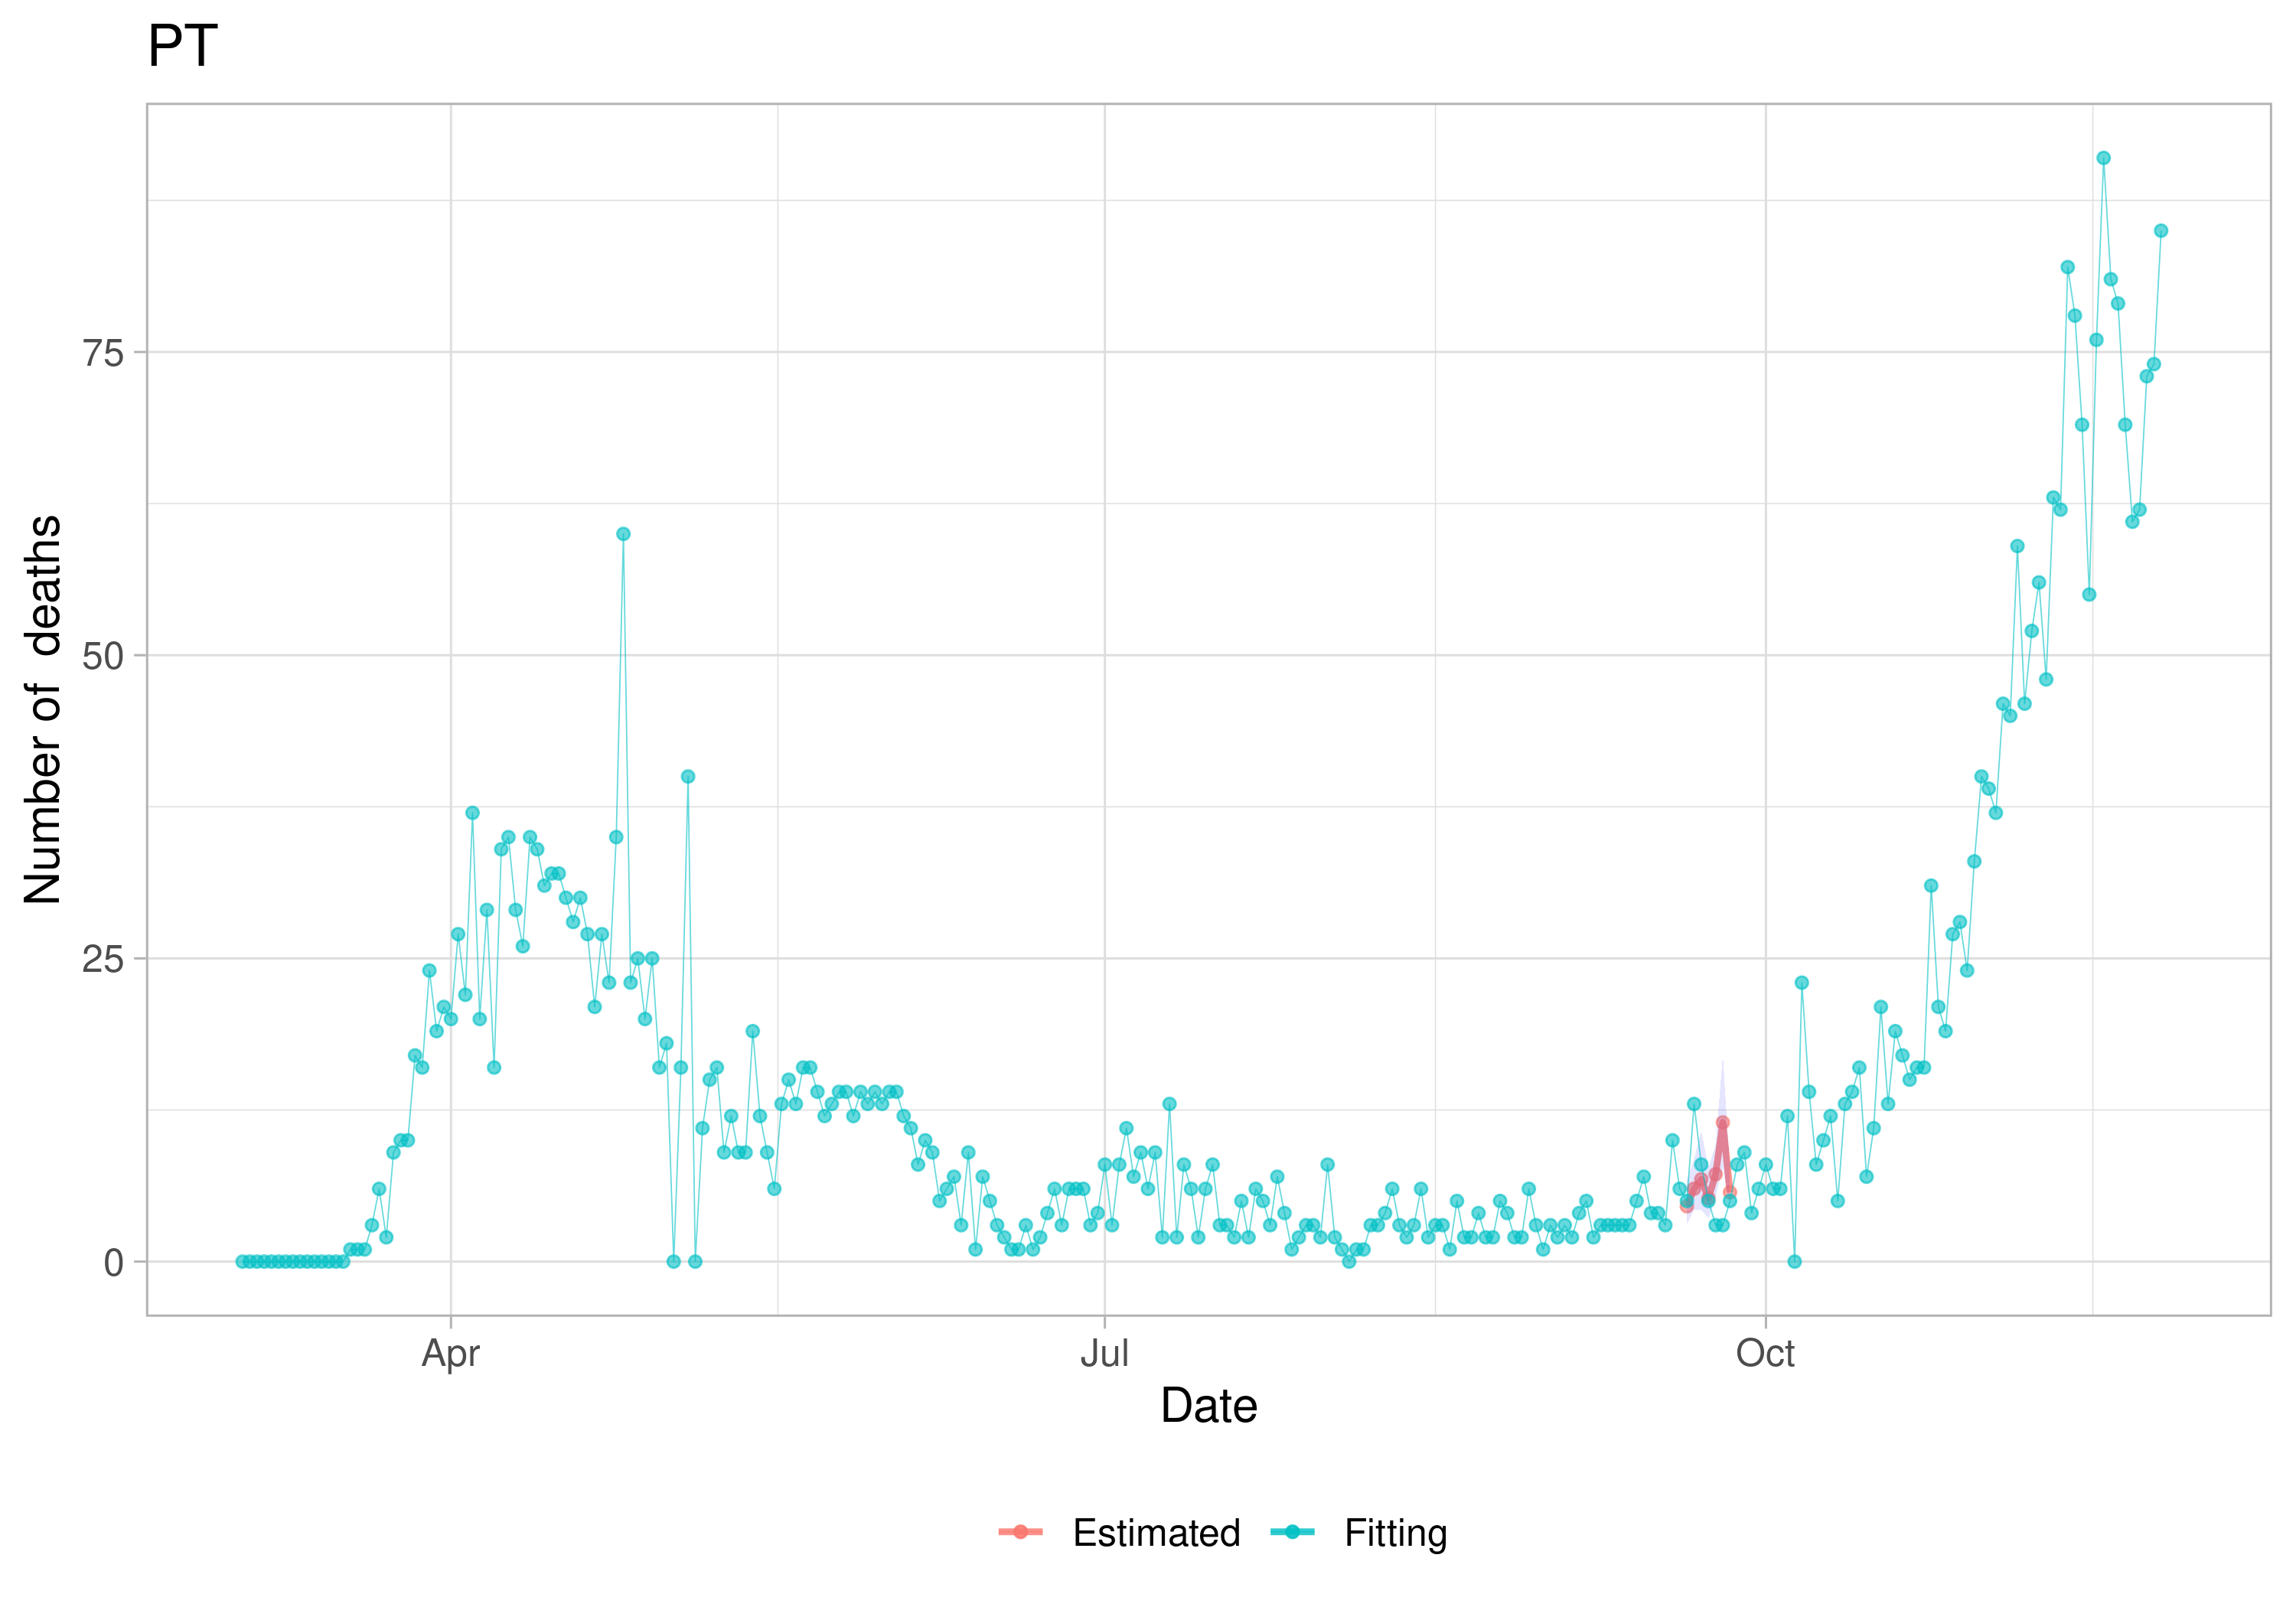 PT
Number of  deaths
75
50
25
0
Apr
Jul
Oct
Date
Estimated
Fitting